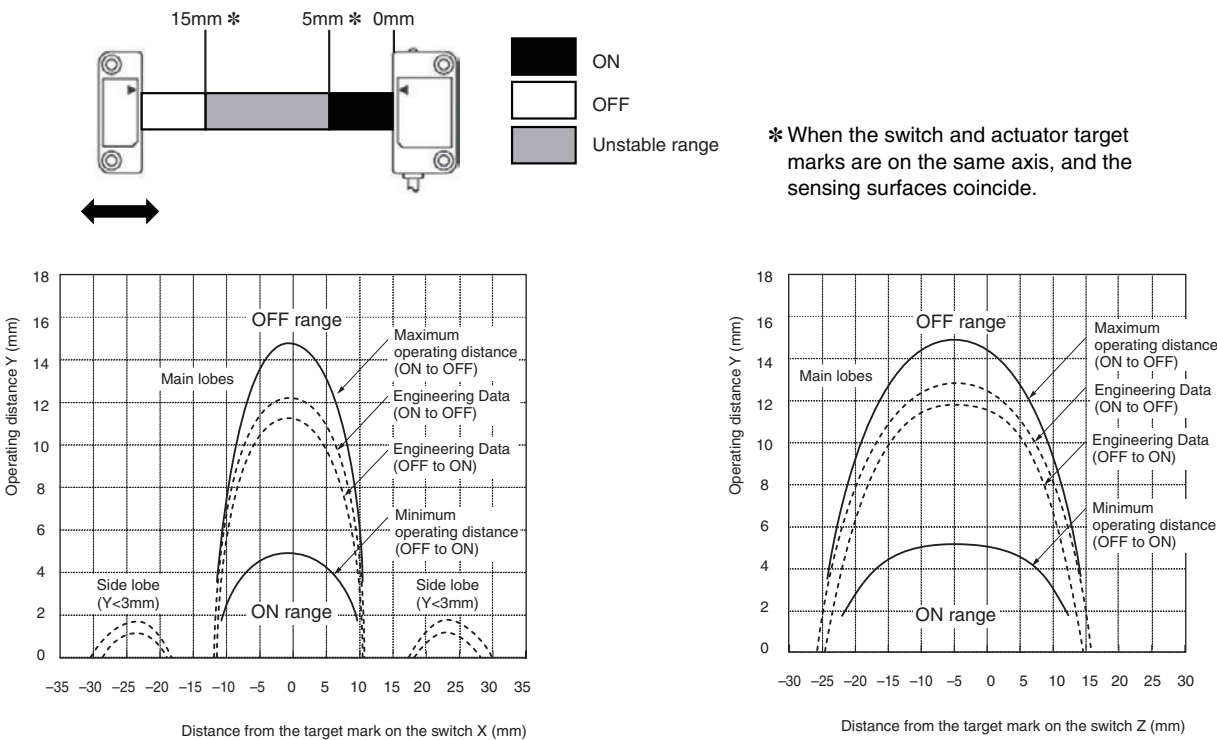 15mm ✽ 5mm ✽ 0mm
ON
OFF
Unstable range
✽ When the switch and actuator target
marks are on the same axis, and the
sensing surfaces coincide.
Operating distance Y (mm)
18
16
14
12
10
8
6
4
2
0
OFF range
Main lobes
Maximum
operating distance
(ON to OFF)
Engineering Data
(ON to OFF)
Engineering Data
(OFF to ON)
Minimum
operating distance
(OFF to ON)
Side lobe
(Y<3mm)
ON range
Side lobe
(Y<3mm)
–35 –30 –25 –20 –15 –10 –5 0 5 10 15 20 25 30 35
Distance from the target mark on the switch X (mm)
Operating distance Y (mm)
18
16
14
12
10
8
6
4
2
0
OFF range
Main lobes
Maximum
operating distance
(ON to OFF)
Engineering Data
(ON to OFF)
Engineering Data
(OFF to ON)
Minimum
operating distance
(OFF to ON)
ON range
–30 –25 –20 –15 –10 –5 0 5 10 15 20 25 30
Distance from the target mark on the switch Z (mm)